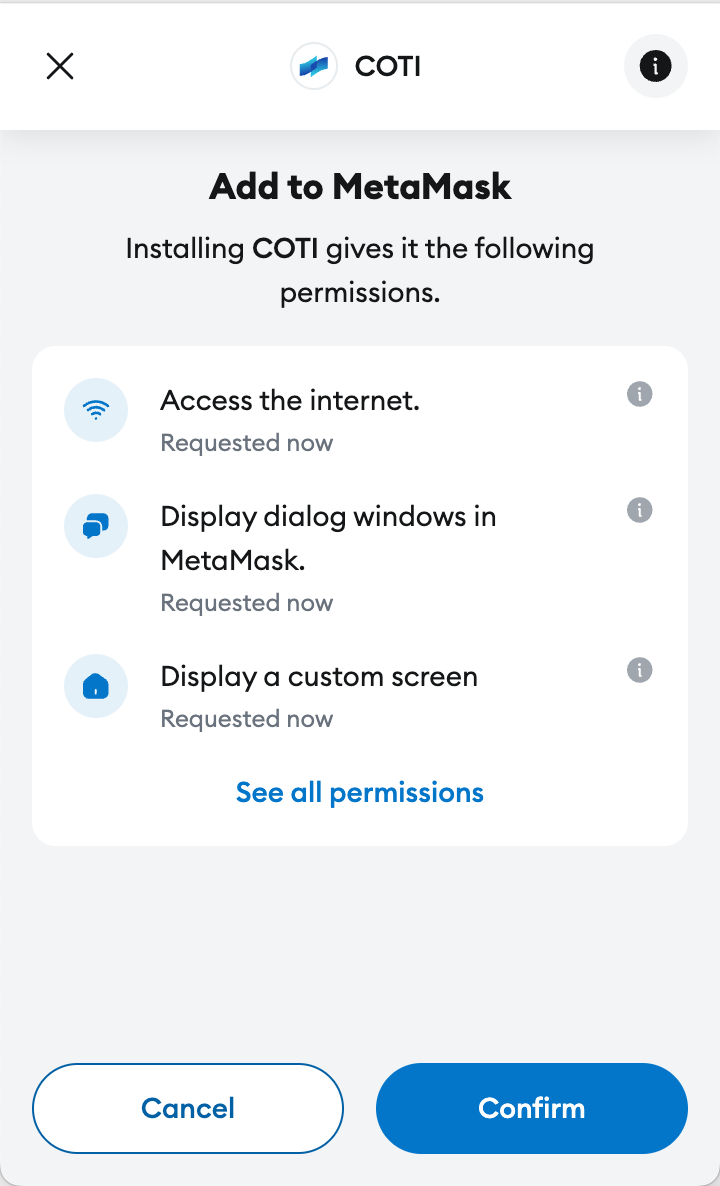 COTI
Add to MetaMask
Installing COTI gives it the following
permissions.
Access the internet.
Requested now
Display dialog windows in
MetaMask.
Requested now
Display a custom screen
Requested now
See all permissions
Cancel
Confirm